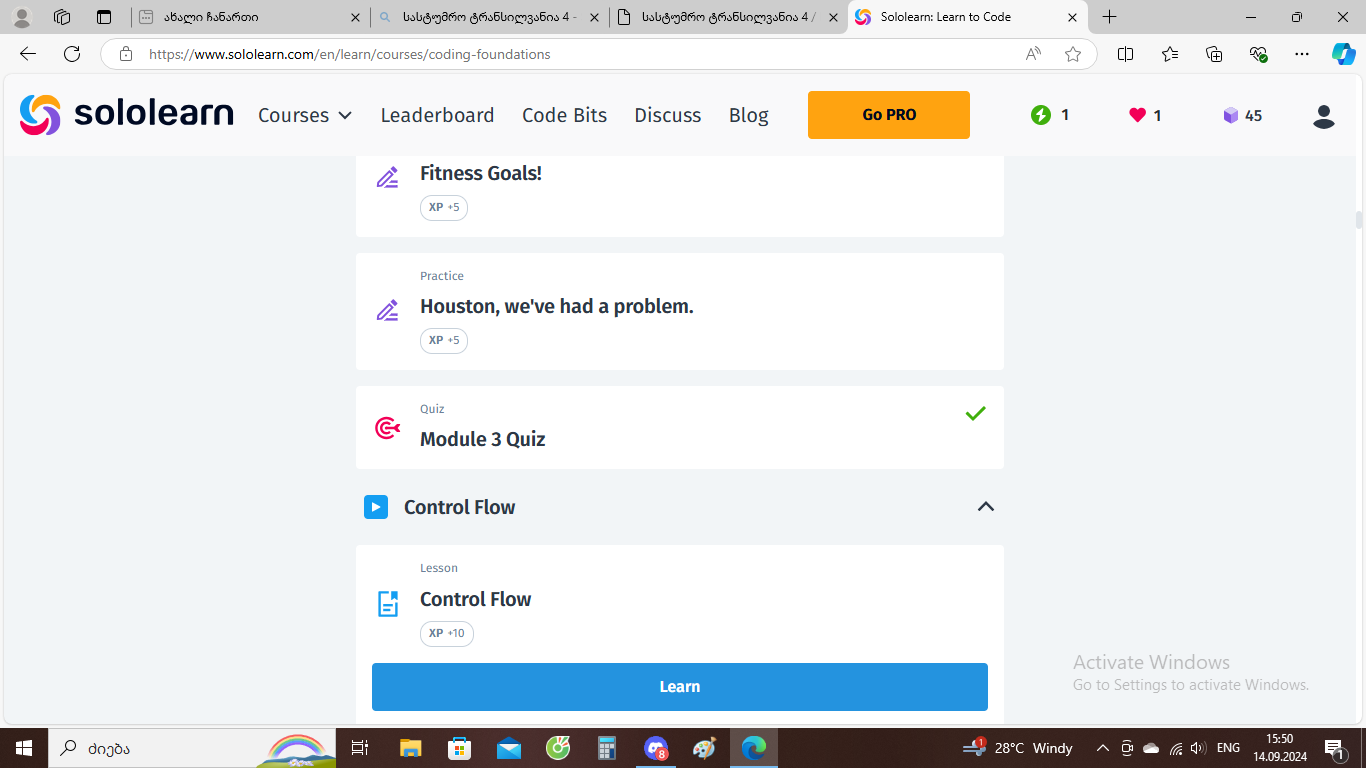 ახალი ჩანართი
სასტუმრო ტრანსილვანია 4 -
სასტუმრო ტრანსილვანია 4 /
Sololearn: Learn to Code
https://www.sololearn.com/en/learn/courses/coding-foundations
sololearn
Courses
Leaderboard
Code Bits
Discuss
Blog
Go PRO
1
1
45
Fitness Goals!
XP +5
Practice
Houston, we've had a problem.
XP +5
Quiz
Module 3 Quiz
Control Flow
Lesson
Control Flow
XP +10
Learn
Activate Windows
Go to Settings to activate Windows.
ძიება
8
1
28°C Windy
ENG
15:50
14.09.2024
1